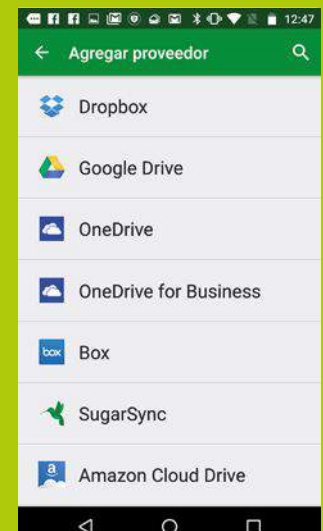 12:47
Agregar proveedor
Dropbox
Google Drive
OneDrive
OneDrive for Business
box
Box
SugarSync
a
Amazon Cloud Drive